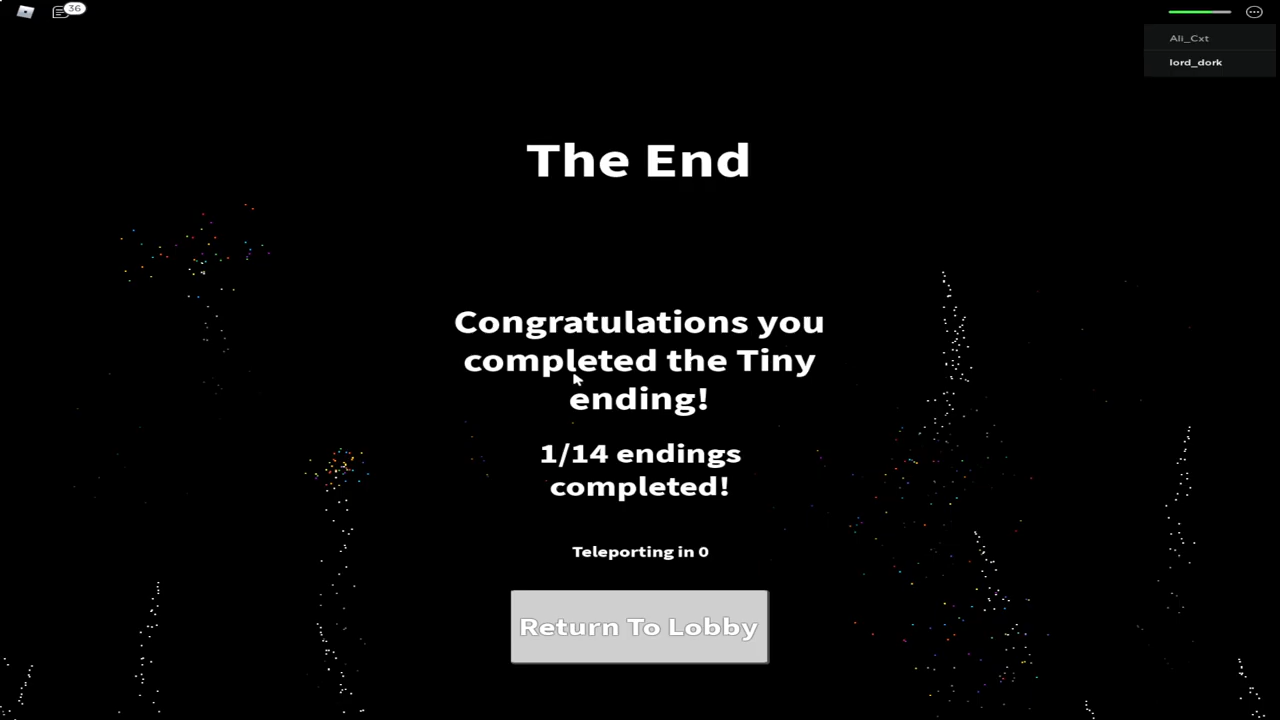 36
Ali_Cxt
lord_dork
The End
Congratulations you
completed the Tiny
ending!
1/14 endings
completed!
Teleporting in 0
Return To Lobby